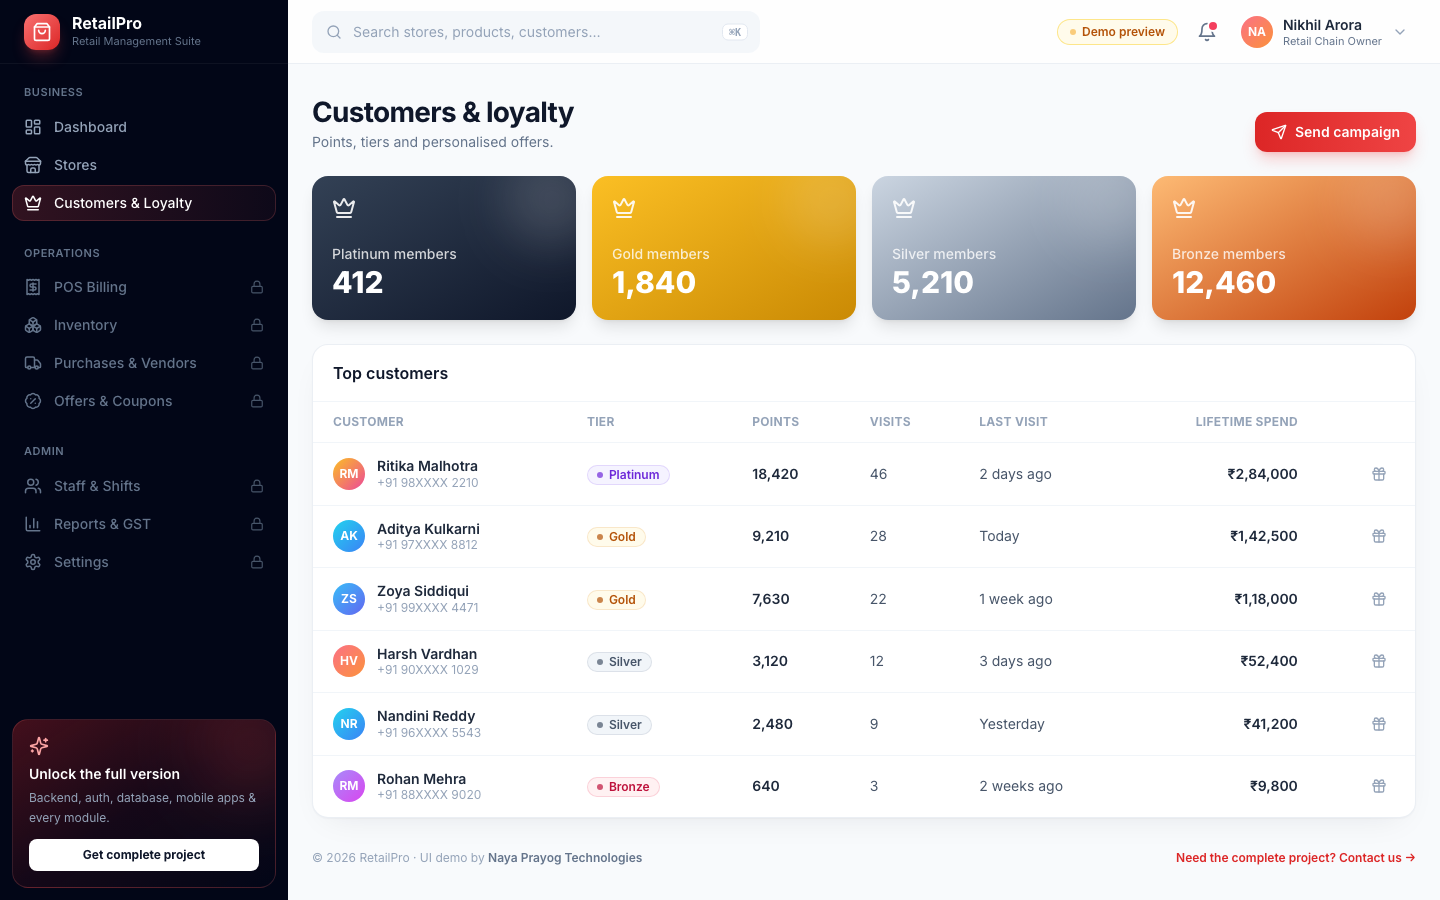 RetailPro
Retail Management Suite
Search stores, products, customers...
⌘K
Demo preview
NA
Nikhil Arora
Retail Chain Owner
BUSINESS
Dashboard
Stores
Customers & Loyalty
OPERATIONS
POS Billing
Inventory
Purchases & Vendors
Offers & Coupons
ADMIN
Staff & Shifts
Reports & GST
Settings
Unlock the full version
Backend, auth, database, mobile apps &
every module.
Get complete project
Customers & loyalty
Points, tiers and personalised offers.
Send campaign
Platinum members
412
Gold members
1,840
Silver members
5,210
Bronze members
12,460
Top customers
CUSTOMER TIER POINTS VISITS LAST VISIT LIFETIME SPEND
RM Ritika Malhotra +91 98XXXX 2210 Platinum 18,420 46 2 days ago ₹2,84,000
AK Aditya Kulkarni +91 97XXXX 8812 Gold 9,210 28 Today ₹1,42,500
ZS Zoya Siddiqui +91 99XXXX 4471 Gold 7,630 22 1 week ago ₹1,18,000
HV Harsh Vardhan +91 90XXXX 1029 Silver 3,120 12 3 days ago ₹52,400
NR Nandini Reddy +91 96XXXX 5543 Silver 2,480 9 Yesterday ₹41,200
RM Rohan Mehra +91 88XXXX 9020 Bronze 640 3 2 weeks ago ₹9,800
© 2026 RetailPro · UI demo by Naya Prayog Technologies
Need the complete project? Contact us →